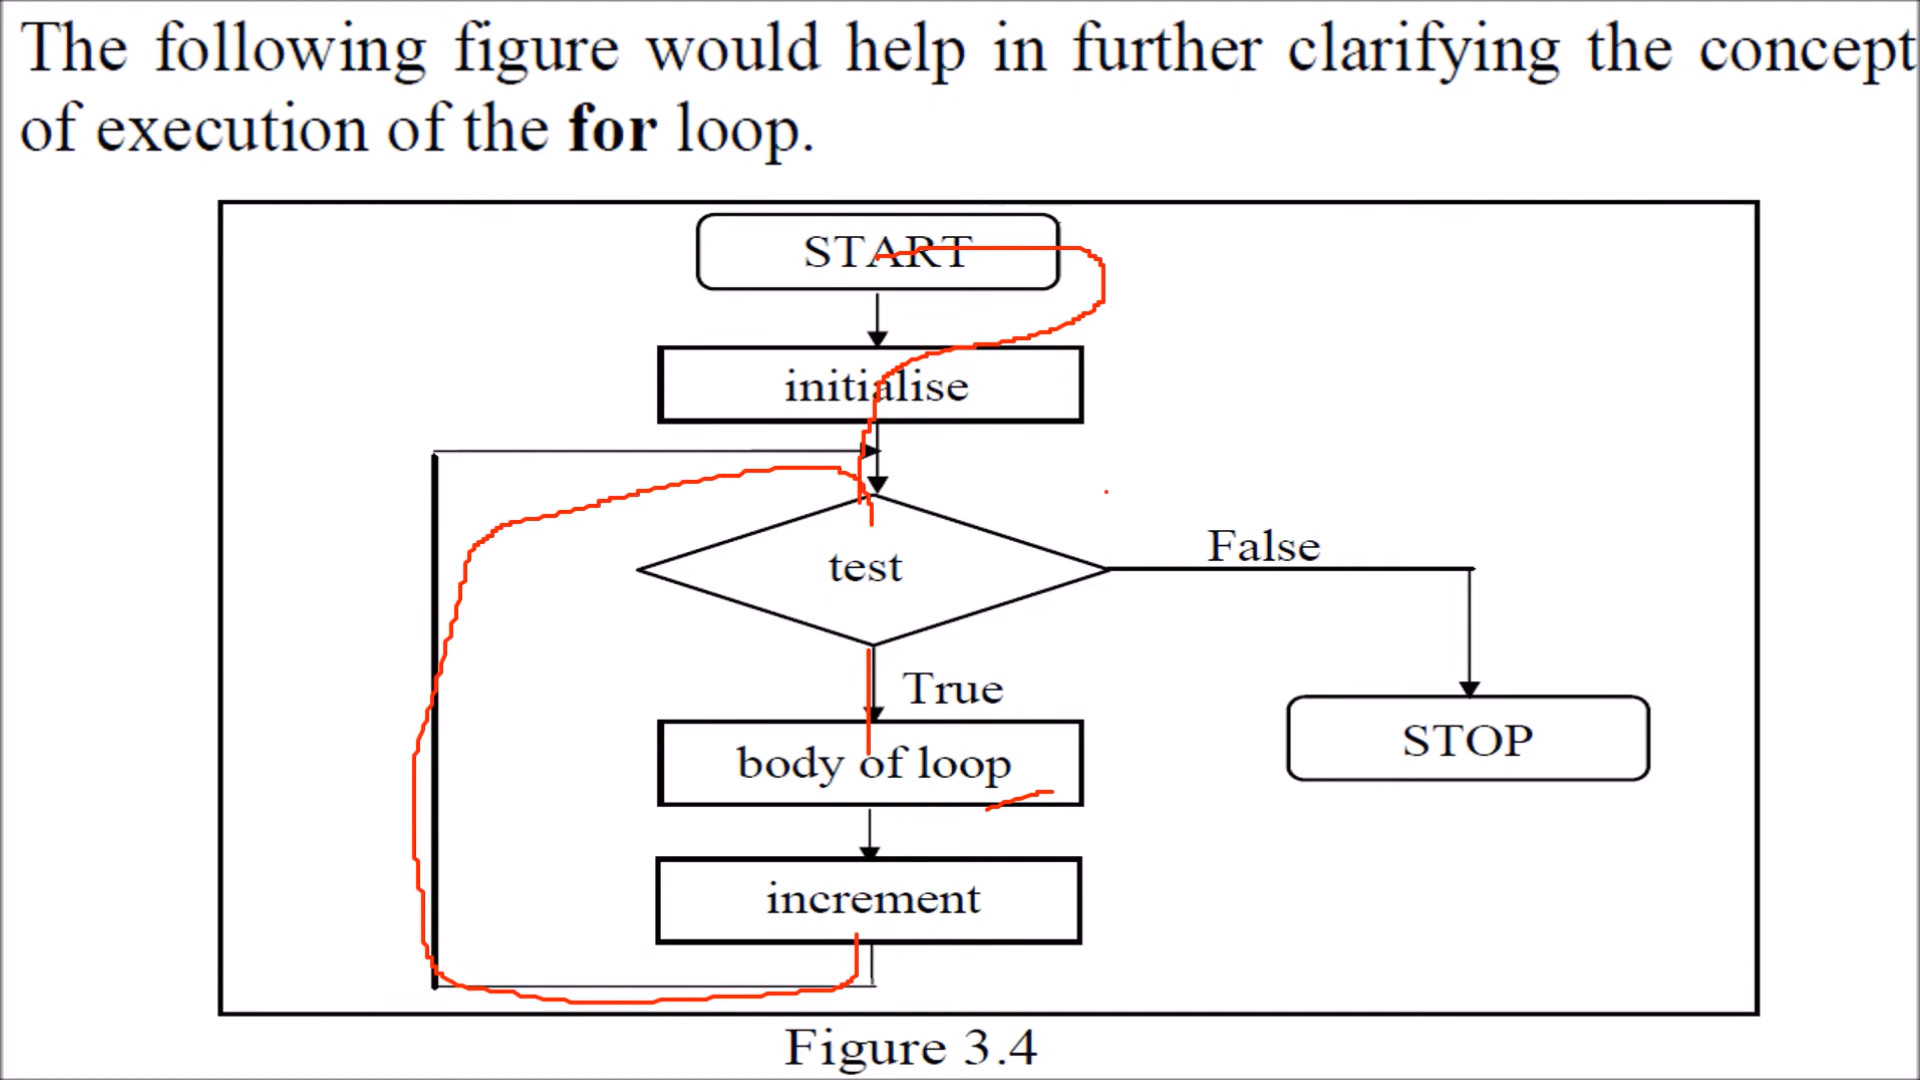 The following figure would help in further clarifying the concept
of execution of the for loop.
START
initialise
test
False
True
body of loop
STOP
increment
Figure 3.4